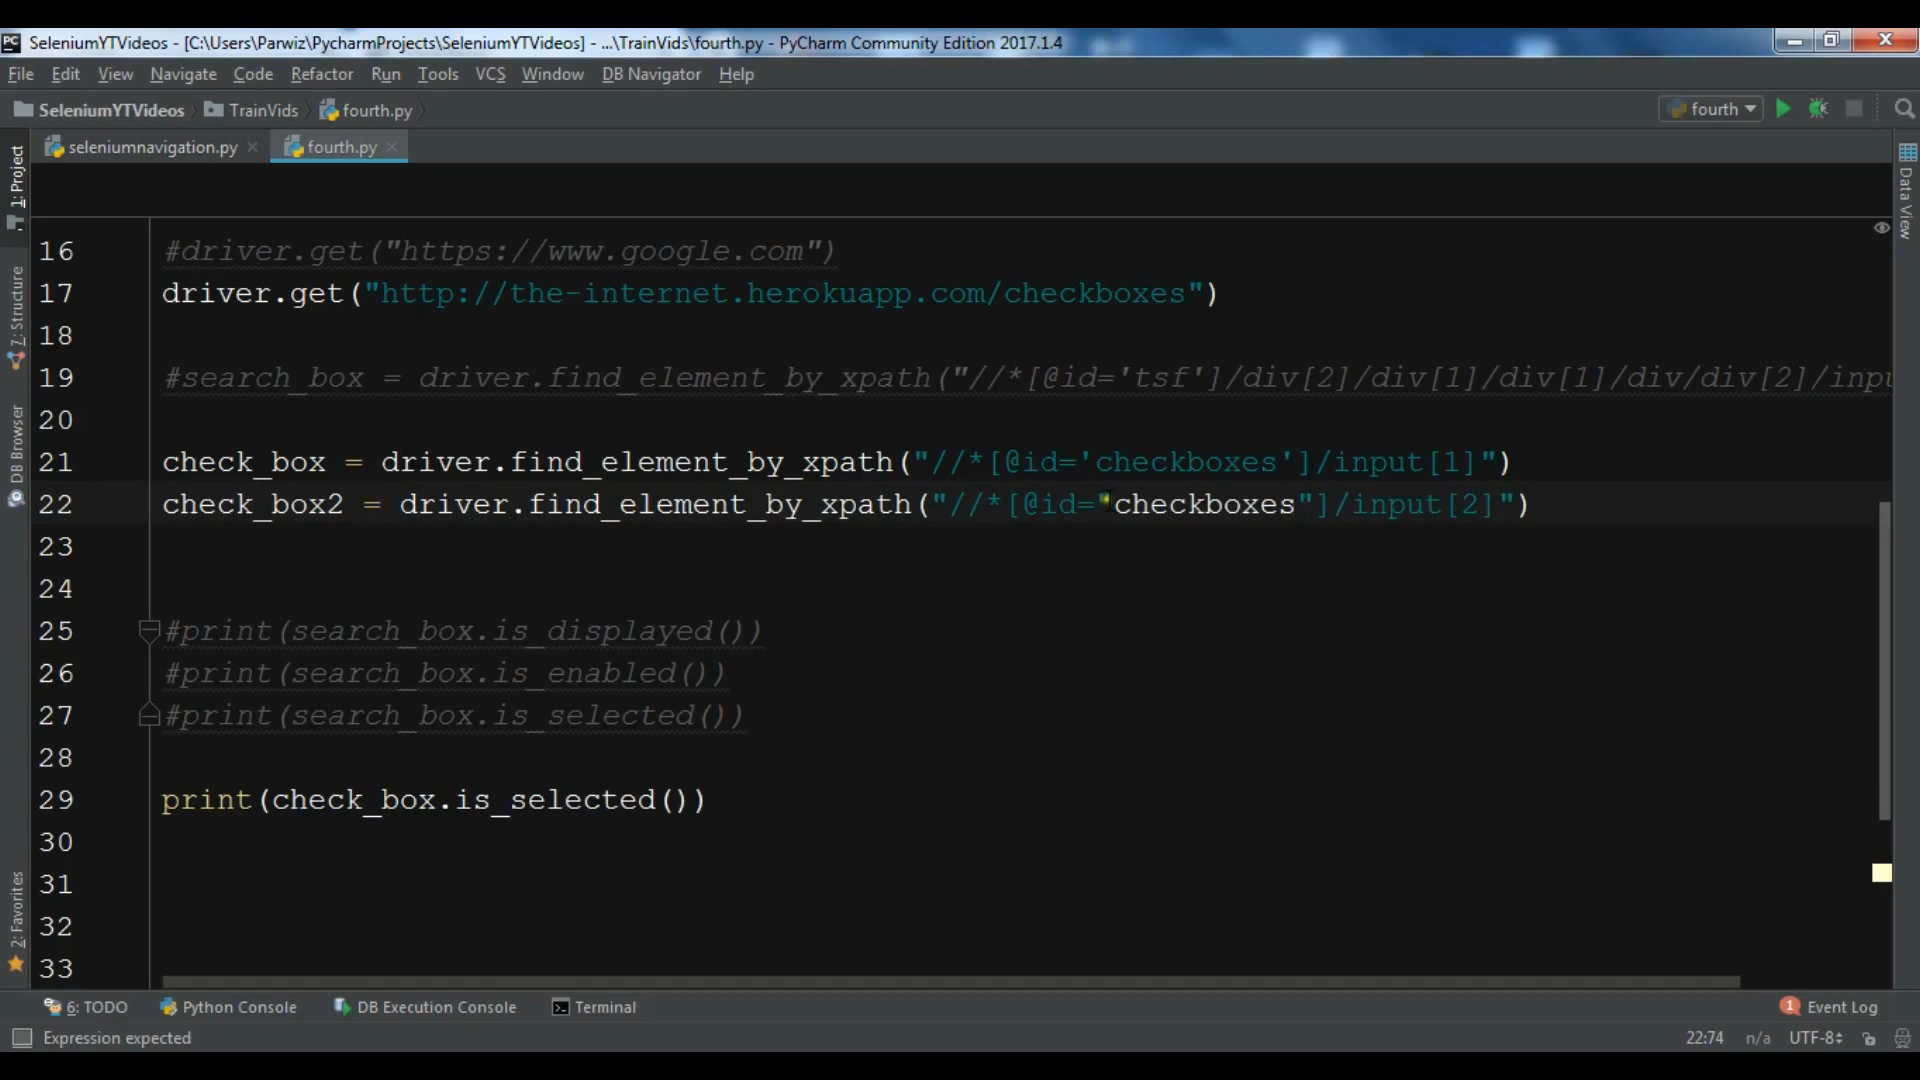 PC SeleniumYTVideos - [C:\Users\Parwiz\PycharmProjects\SeleniumYTVideos] - ...\TrainVids\fourth.py - PyCharm Community Edition 2017.1.4
File Edit View Navigate Code Refactor Run Tools VCS Window DB Navigator Help
SeleniumYTVideos TrainVids fourth.py fourth
seleniumnavigation.py fourth.py
1: Project
7: Structure
DB Browser
2: Favorites
Data View
16 #driver.get("https://www.google.com")
17 driver.get("http://the-internet.herokuapp.com/checkboxes")
18
19 #search_box = driver.find_element_by_xpath("//*[@id='tsf']/div[2]/div[1]/div[1]/div/div[2]/inpu
20
21 check_box = driver.find_element_by_xpath("//*[@id='checkboxes']/input[1]")
22 check_box2 = driver.find_element_by_xpath("//*[@id="checkboxes"]/input[2]")
23
24
25 #print(search_box.is_displayed())
26 #print(search_box.is_enabled())
27 #print(search_box.is_selected())
28
29 print(check_box.is_selected())
30
31
32
33
6: TODO Python Console DB Execution Console Terminal 1 Event Log
Expression expected 22:74 n/a UTF-8